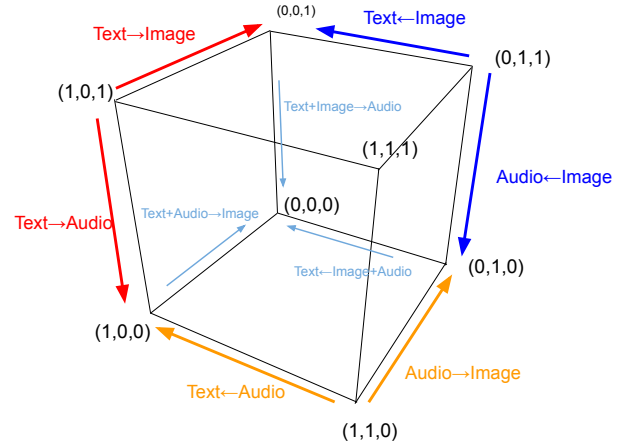 (0,0,1)
Text←Image
Text→Image
(0,1,1)
(1,0,1)
Text+Image→Audio
(1,1,1)
Audio←Image
Text+Audio→Image
(0,0,0)
Text→Audio
Text←Image+Audio
(0,1,0)
(1,0,0)
Audio→Image
Text←Audio
(1,1,0)